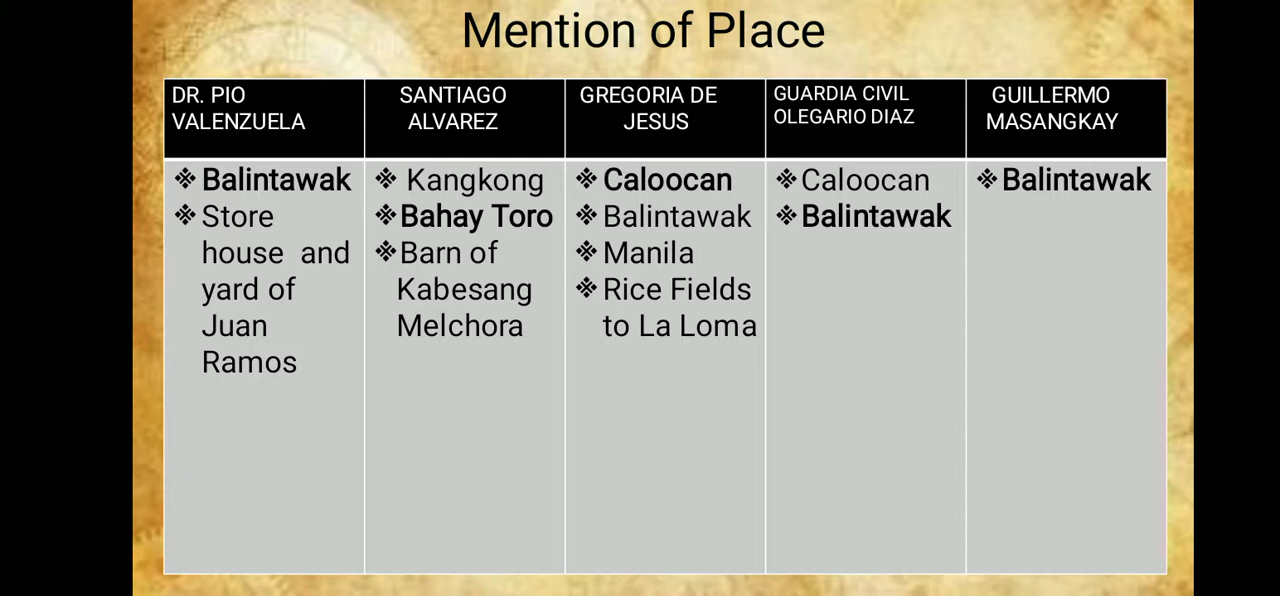 Mention of Place
DR. PIO
VALENZUELA
SANTIAGO
ALVAREZ
GREGORIA DE
JESUS
GUARDIA CIVIL
OLEGARIO DIAZ
GUILLERMO
MASANGKAY
❖ Balintawak
❖ Store
house and
yard of
Juan
Ramos
❖ Kangkong
❖ Bahay Toro
❖ Barn of
Kabesang
Melchora
❖ Caloocan
❖ Balintawak
❖ Manila
❖ Rice Fields
to La Loma
❖ Caloocan
❖ Balintawak
❖ Balintawak